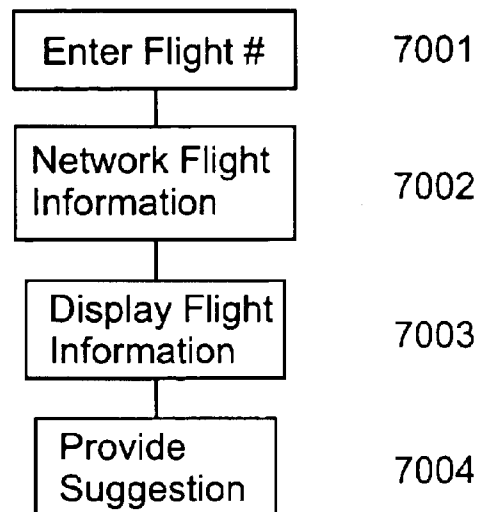 Enter Flight # 7001
Network Flight
Information 7002
Display Flight
Information 7003
Provide
Suggestion 7004